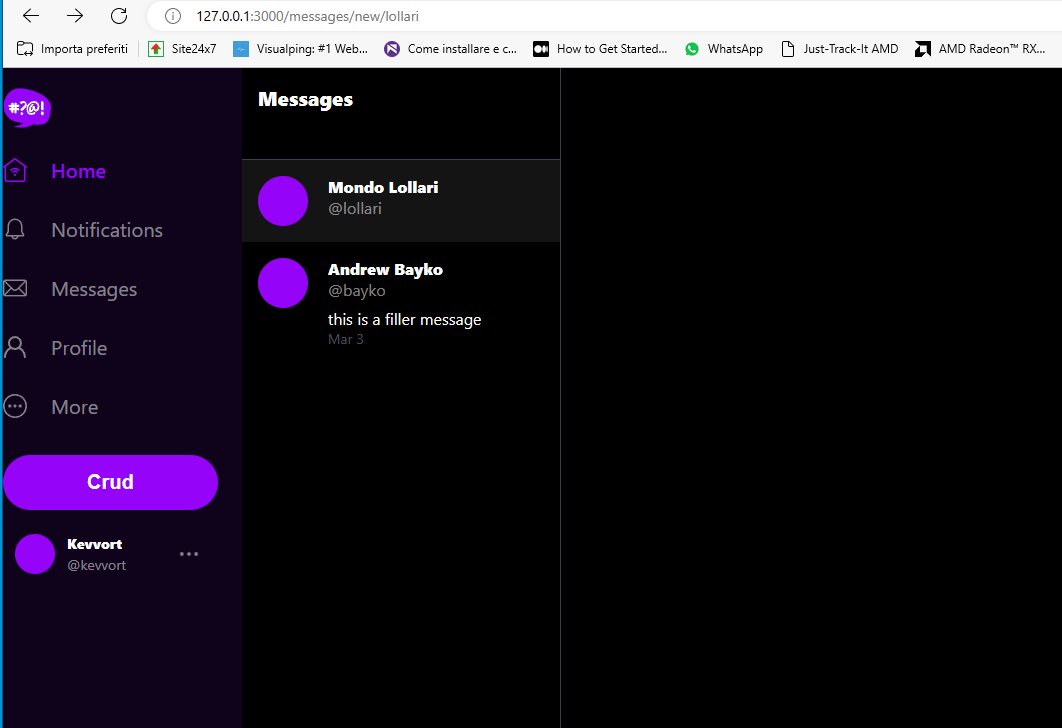 127.0.0.1:3000/messages/new/lollari
Importa preferiti
Site24x7
Visualping: #1 Web...
Come installare e c...
How to Get Started...
WhatsApp
Just-Track-It AMD
AMD Radeon™ RX...
#?@!
Home
Notifications
Messages
Profile
More
Crud
Kevvort
@kevvort
Messages
Mondo Lollari
@lollari
Andrew Bayko
@bayko
this is a filler message
Mar 3